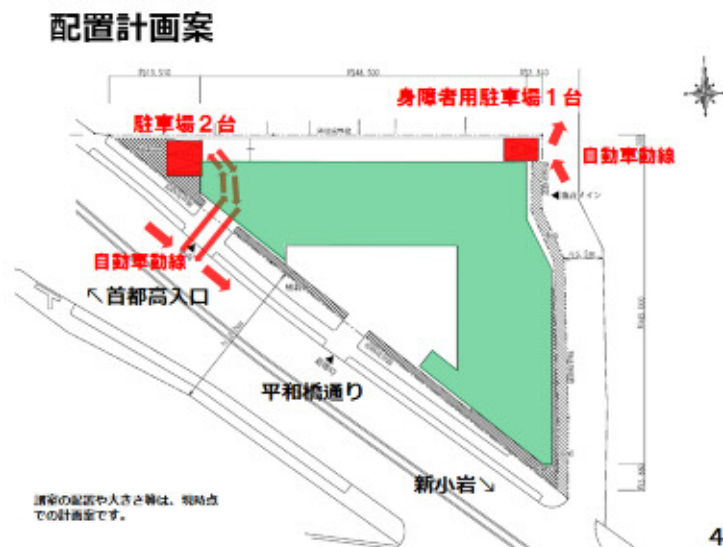 配置計画案
身障者用駐車場1台
駐車場2台
自動車動線
自動車動線
↖首都高入口
平和橋通り
新小岩↘
諸室の配置や大きさ等は、現時点
での計画案です。
4